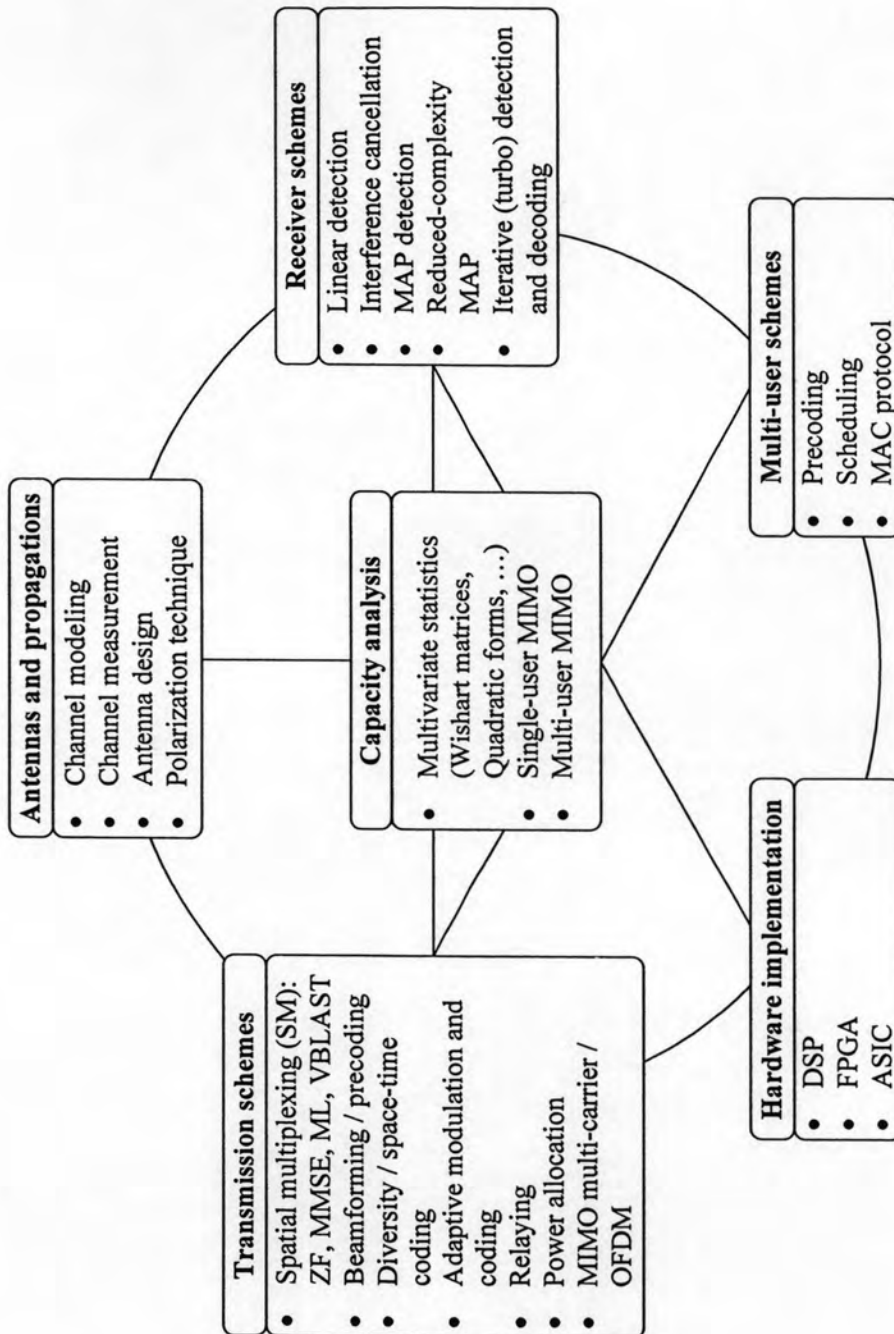 Antennas and propagations
Channel modeling
Channel measurement
Antenna design
Polarization technique
Transmission schemes
Spatial multiplexing (SM):
ZF, MMSE, ML, VBLAST
Beamforming / precoding
Diversity / space-time
coding
Adaptive modulation and
coding
Relaying
Power allocation
MIMO multi-carrier /
OFDM
Capacity analysis
Multivariate statistics
(Wishart matrices,
Quadratic forms, …)
Single-user MIMO
Multi-user MIMO
Receiver schemes
Linear detection
Interference cancellation
MAP detection
Reduced-complexity
MAP
Iterative (turbo) detection
and decoding
Hardware implementation
DSP
FPGA
ASIC
Multi-user schemes
Precoding
Scheduling
MAC protocol